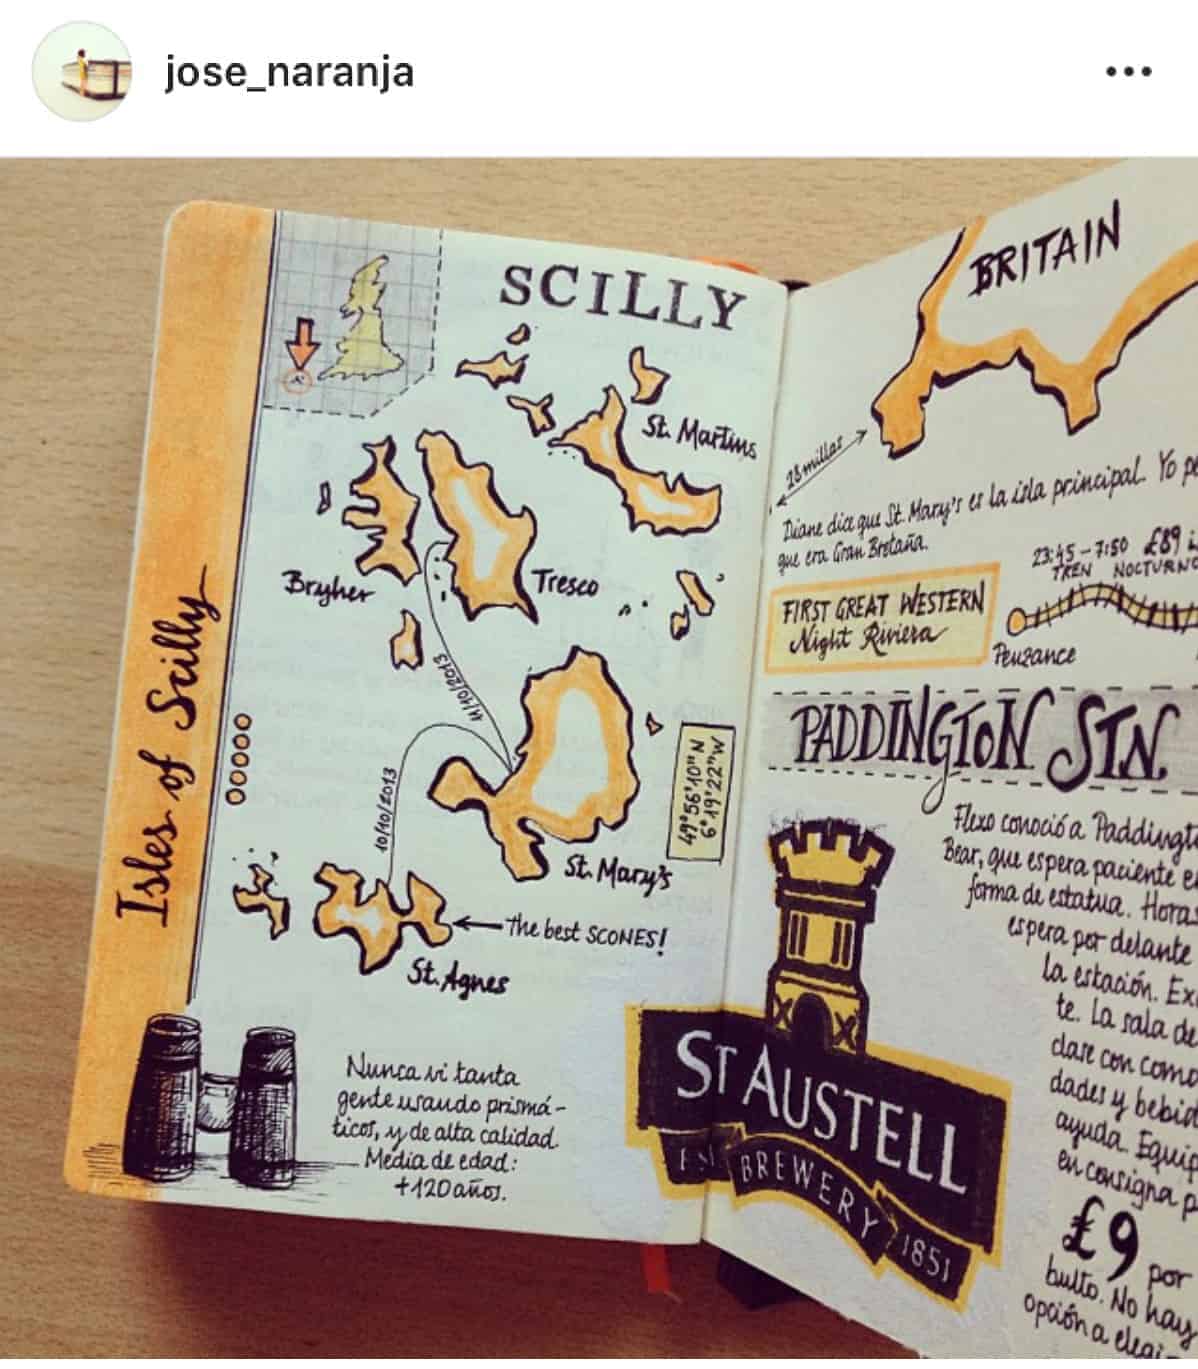 jose_naranja
SCILLY
St. Martins
Bryher
Tresco
11/10/2013
10/10/2013
49°56'10" N
6°19'22" W
St. Mary's
The best SCONES!
St. Agnes
Isles of Scilly
Nunca vi tanta
gente usando prismá-
ticos, y de alta calidad.
Media de edad:
+120 años.
BRITAIN
28 millas
Diane dice que St. Mary's es la isla principal. Yo
que era Gran Bretaña.
23:45 - 7:50 £89
TREN NOCTURNO
FIRST GREAT WESTERN
Night Riviera
Penzance
PADDINGTON STN.
Flexo conoció a
Bear, que espera paciente
forma de estatua.
espera por delante
la estación.
te. La sala de
clase con
dades y
ayuda.
en consigna
£9 por
bulto. No hay
opción a
ST AUSTELL
BREWERY
1851